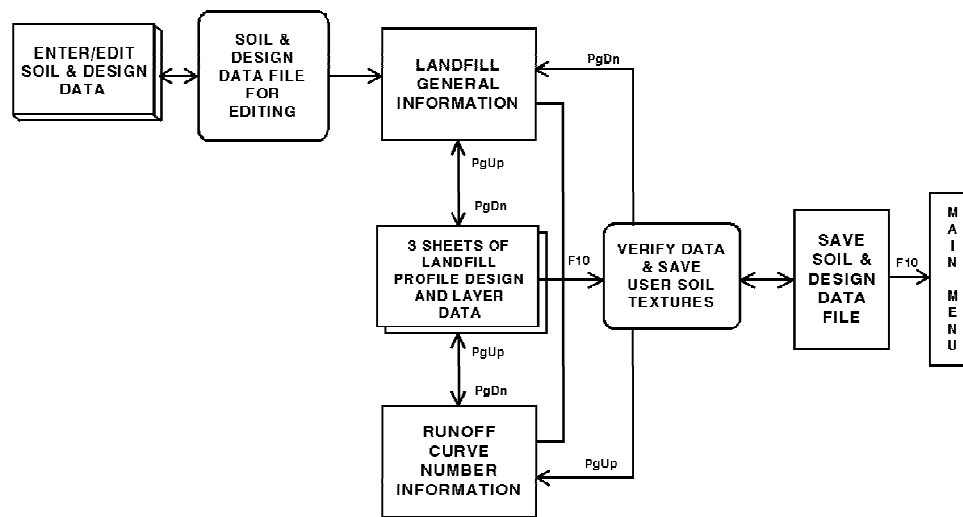 ENTER/EDIT
SOIL & DESIGN
DATA
SOIL &
DESIGN
DATA FILE
FOR
EDITING
LANDFILL
GENERAL
INFORMATION
PgDn
PgUp
PgDn
3 SHEETS OF
LANDFILL
PROFILE DESIGN
AND LAYER
DATA
F10
VERIFY DATA
& SAVE
USER SOIL
TEXTURES
SAVE
SOIL &
DESIGN
DATA
FILE
F10
MAIN MENU
PgUp
PgDn
RUNOFF
CURVE
NUMBER
INFORMATION
PgUp